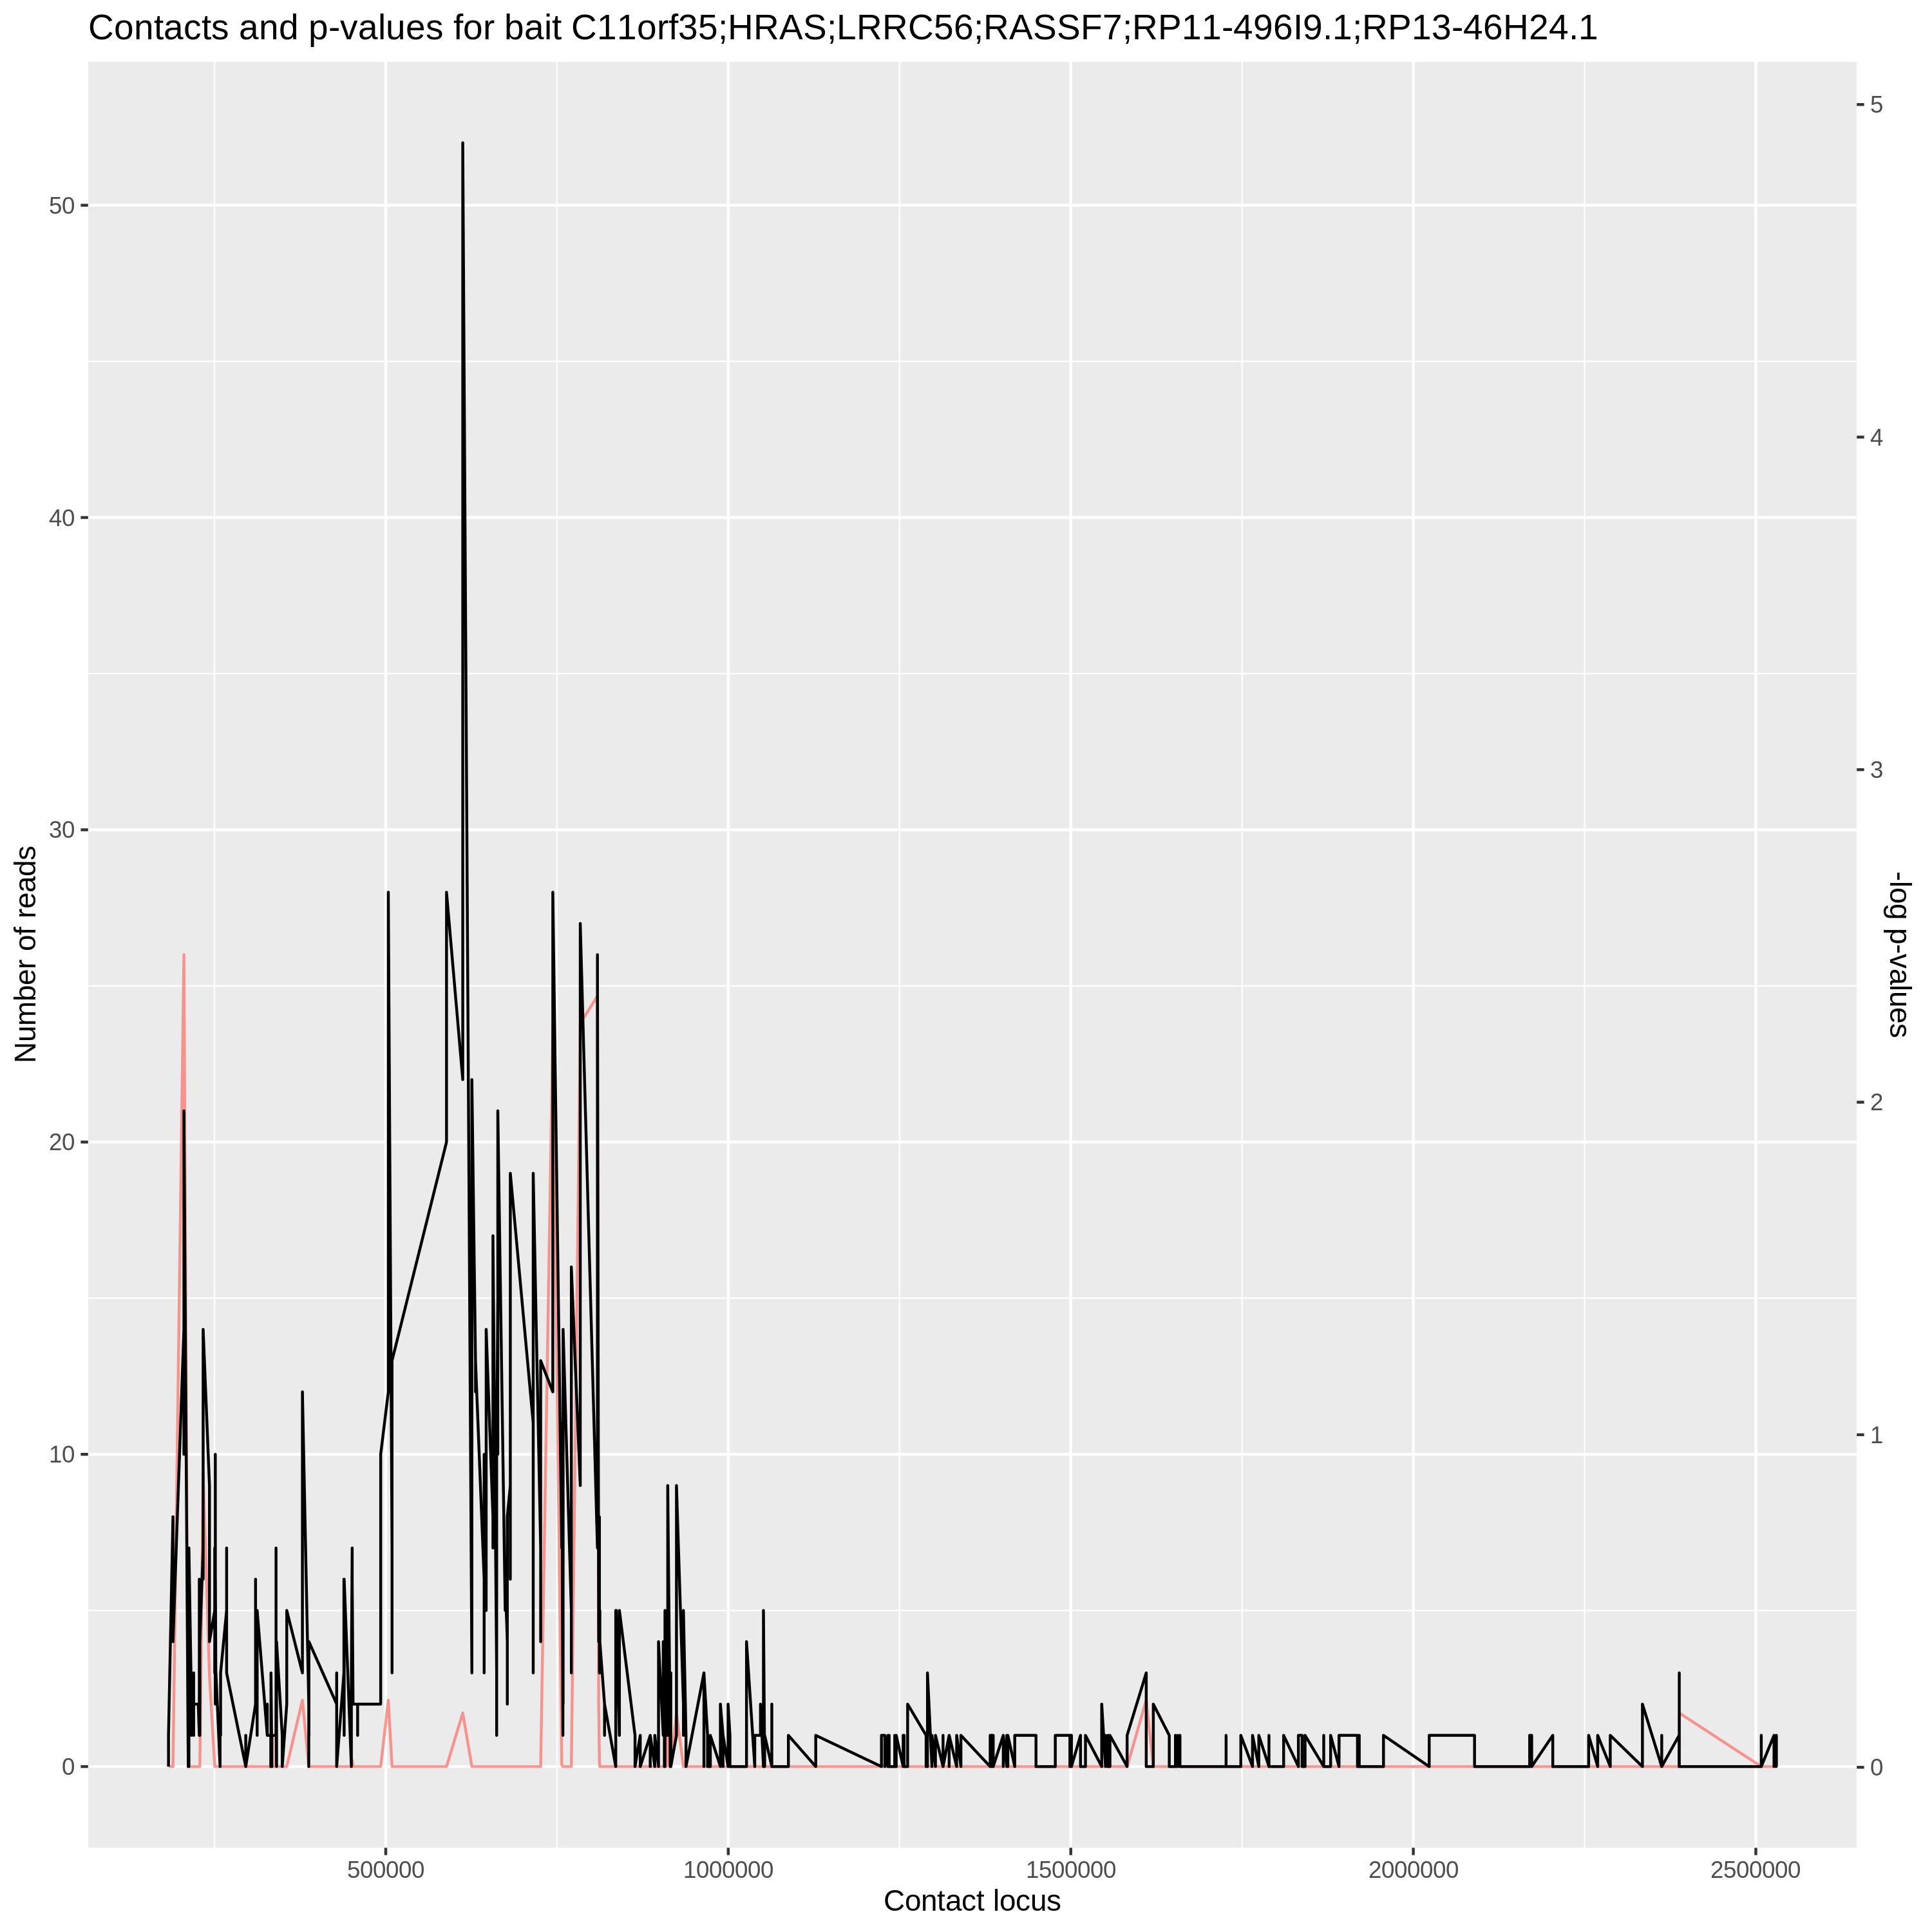 Contacts and p-values for bait C11orf35;HRAS;LRRC56;RASSF7;RP11-496I9.1;RP13-46H24.1
Number of reads
50
40
30
20
10
0
5
4
3
2
1
0
-log p-values
500000 1000000 1500000 2000000 2500000
Contact locus